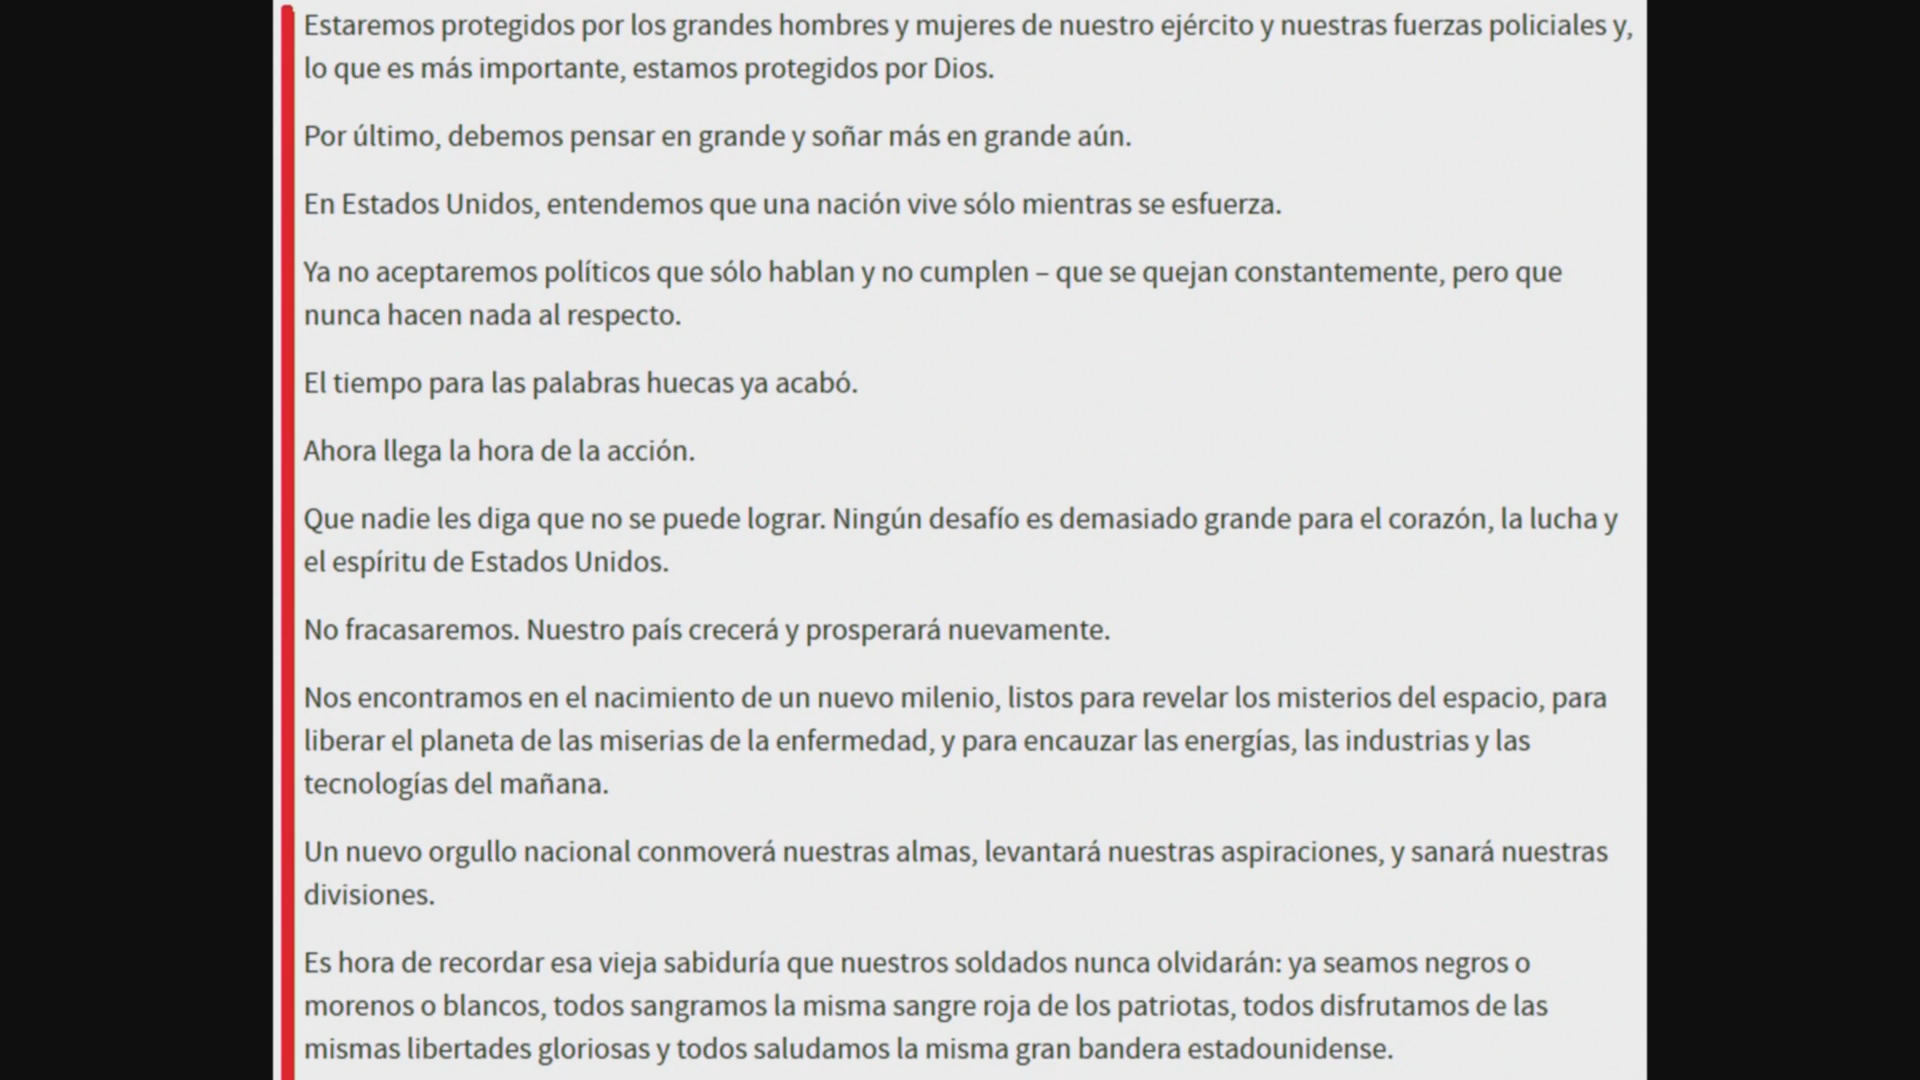 Estaremos protegidos por los grandes hombres y mujeres de nuestro ejército y nuestras fuerzas policiales y,
lo que es más importante, estamos protegidos por Dios.
Por último, debemos pensar en grande y soñar más en grande aún.
En Estados Unidos, entendemos que una nación vive sólo mientras se esfuerza.
Ya no aceptaremos políticos que sólo hablan y no cumplen – que se quejan constantemente, pero que
nunca hacen nada al respecto.
El tiempo para las palabras huecas ya acabó.
Ahora llega la hora de la acción.
Que nadie les diga que no se puede lograr. Ningún desafío es demasiado grande para el corazón, la lucha y
el espíritu de Estados Unidos.
No fracasaremos. Nuestro país crecerá y prosperará nuevamente.
Nos encontramos en el nacimiento de un nuevo milenio, listos para revelar los misterios del espacio, para
liberar el planeta de las miserias de la enfermedad, y para encauzar las energías, las industrias y las
tecnologías del mañana.
Un nuevo orgullo nacional conmoverá nuestras almas, levantará nuestras aspiraciones, y sanará nuestras
divisiones.
Es hora de recordar esa vieja sabiduría que nuestros soldados nunca olvidarán: ya seamos negros o
morenos o blancos, todos sangramos la misma sangre roja de los patriotas, todos disfrutamos de las
mismas libertades gloriosas y todos saludamos la misma gran bandera estadounidense.